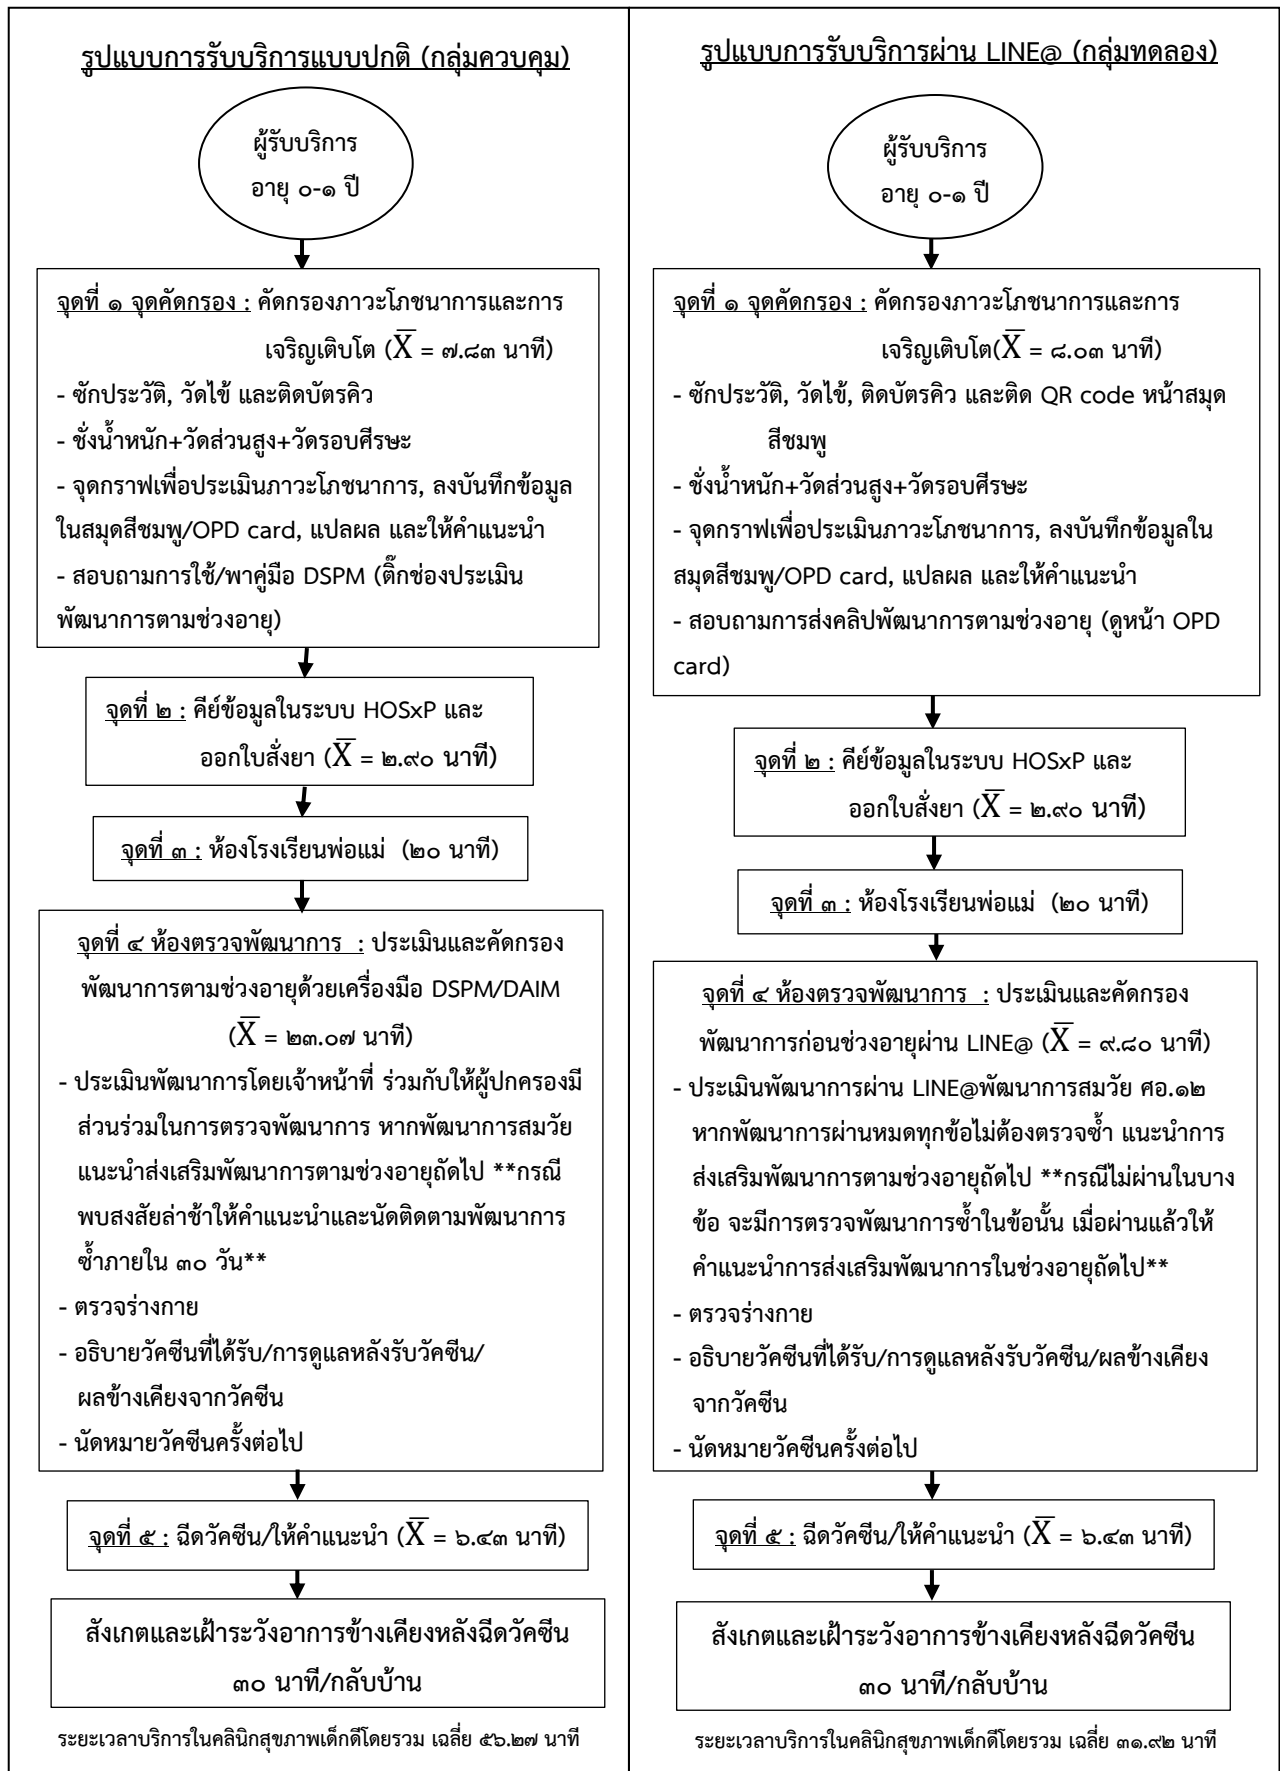 รูปแบบการรับบริการแบบปกติ (กลุ่มควบคุม)
ผู้รับบริการ
อายุ ๐-๑ ปี
จุดที่ ๑ จุดคัดกรอง : คัดกรองภาวะโภชนาการและการ
เจริญเติบโต (X̅ = ๗.๘๓ นาที)
- ซักประวัติ, วัดไข้ และติดบัตรคิว
- ชั่งน้ำหนัก+วัดส่วนสูง+วัดรอบศีรษะ
- จุดกราฟเพื่อประเมินภาวะโภชนาการ, ลงบันทึกข้อมูล
ในสมุดสีชมพู/OPD card, แปลผล และให้คำแนะนำ
- สอบถามการใช้/พาคู่มือ DSPM (ติ๊กช่องประเมิน
พัฒนาการตามช่วงอายุ)
จุดที่ ๒ : คีย์ข้อมูลในระบบ HOSxP และ
ออกใบสั่งยา (X̅ = ๒.๙๐ นาที)
จุดที่ ๓ : ห้องโรงเรียนพ่อแม่ (๒๐ นาที)
จุดที่ ๔ ห้องตรวจพัฒนาการ : ประเมินและคัดกรอง
พัฒนาการตามช่วงอายุด้วยเครื่องมือ DSPM/DAIM
(X̅ = ๒๓.๐๗ นาที)
- ประเมินพัฒนาการโดยเจ้าหน้าที่ ร่วมกับให้ผู้ปกครองมี
ส่วนร่วมในการตรวจพัฒนาการ หากพัฒนาการสมวัย
แนะนำส่งเสริมพัฒนาการตามช่วงอายุถัดไป **กรณี
พบสงสัยล่าช้าให้คำแนะนำและนัดติดตามพัฒนาการ
ซ้ำภายใน ๓๐ วัน**
- ตรวจร่างกาย
- อธิบายวัคซีนที่ได้รับ/การดูแลหลังรับวัคซีน/
ผลข้างเคียงจากวัคซีน
- นัดหมายวัคซีนครั้งต่อไป
จุดที่ ๕ : ฉีดวัคซีน/ให้คำแนะนำ (X̅ = ๖.๔๓ นาที)
สังเกตและเฝ้าระวังอาการข้างเคียงหลังฉีดวัคซีน
๓๐ นาที/กลับบ้าน
ระยะเวลาบริการในคลินิกสุขภาพเด็กดีโดยรวม เฉลี่ย ๕๖.๒๗ นาที
รูปแบบการรับบริการผ่าน LINE@ (กลุ่มทดลอง)
ผู้รับบริการ
อายุ ๐-๑ ปี
จุดที่ ๑ จุดคัดกรอง : คัดกรองภาวะโภชนาการและการ
เจริญเติบโต(X̅ = ๘.๐๓ นาที)
- ซักประวัติ, วัดไข้, ติดบัตรคิว และติด QR code หน้าสมุด
สีชมพู
- ชั่งน้ำหนัก+วัดส่วนสูง+วัดรอบศีรษะ
- จุดกราฟเพื่อประเมินภาวะโภชนาการ, ลงบันทึกข้อมูลใน
สมุดสีชมพู/OPD card, แปลผล และให้คำแนะนำ
- สอบถามการส่งคลิปพัฒนาการตามช่วงอายุ (ดูหน้า OPD
card)
จุดที่ ๒ : คีย์ข้อมูลในระบบ HOSxP และ
ออกใบสั่งยา (X̅ = ๒.๙๐ นาที)
จุดที่ ๓ : ห้องโรงเรียนพ่อแม่ (๒๐ นาที)
จุดที่ ๔ ห้องตรวจพัฒนาการ : ประเมินและคัดกรอง
พัฒนาการก่อนช่วงอายุผ่าน LINE@ (X̅ = ๙.๘๐ นาที)
- ประเมินพัฒนาการผ่าน LINE@พัฒนาการสมวัย ศอ.๑๒
หากพัฒนาการผ่านหมดทุกข้อไม่ต้องตรวจซ้ำ แนะนำการ
ส่งเสริมพัฒนาการตามช่วงอายุถัดไป **กรณีไม่ผ่านในบาง
ข้อ จะมีการตรวจพัฒนาการซ้ำในข้อนั้น เมื่อผ่านแล้วให้
คำแนะนำการส่งเสริมพัฒนาการในช่วงอายุถัดไป**
- ตรวจร่างกาย
- อธิบายวัคซีนที่ได้รับ/การดูแลหลังรับวัคซีน/ผลข้างเคียง
จากวัคซีน
- นัดหมายวัคซีนครั้งต่อไป
จุดที่ ๕ : ฉีดวัคซีน/ให้คำแนะนำ (X̅ = ๖.๔๓ นาที)
สังเกตและเฝ้าระวังอาการข้างเคียงหลังฉีดวัคซีน
๓๐ นาที/กลับบ้าน
ระยะเวลาบริการในคลินิกสุขภาพเด็กดีโดยรวม เฉลี่ย ๓๑.๙๒ นาที